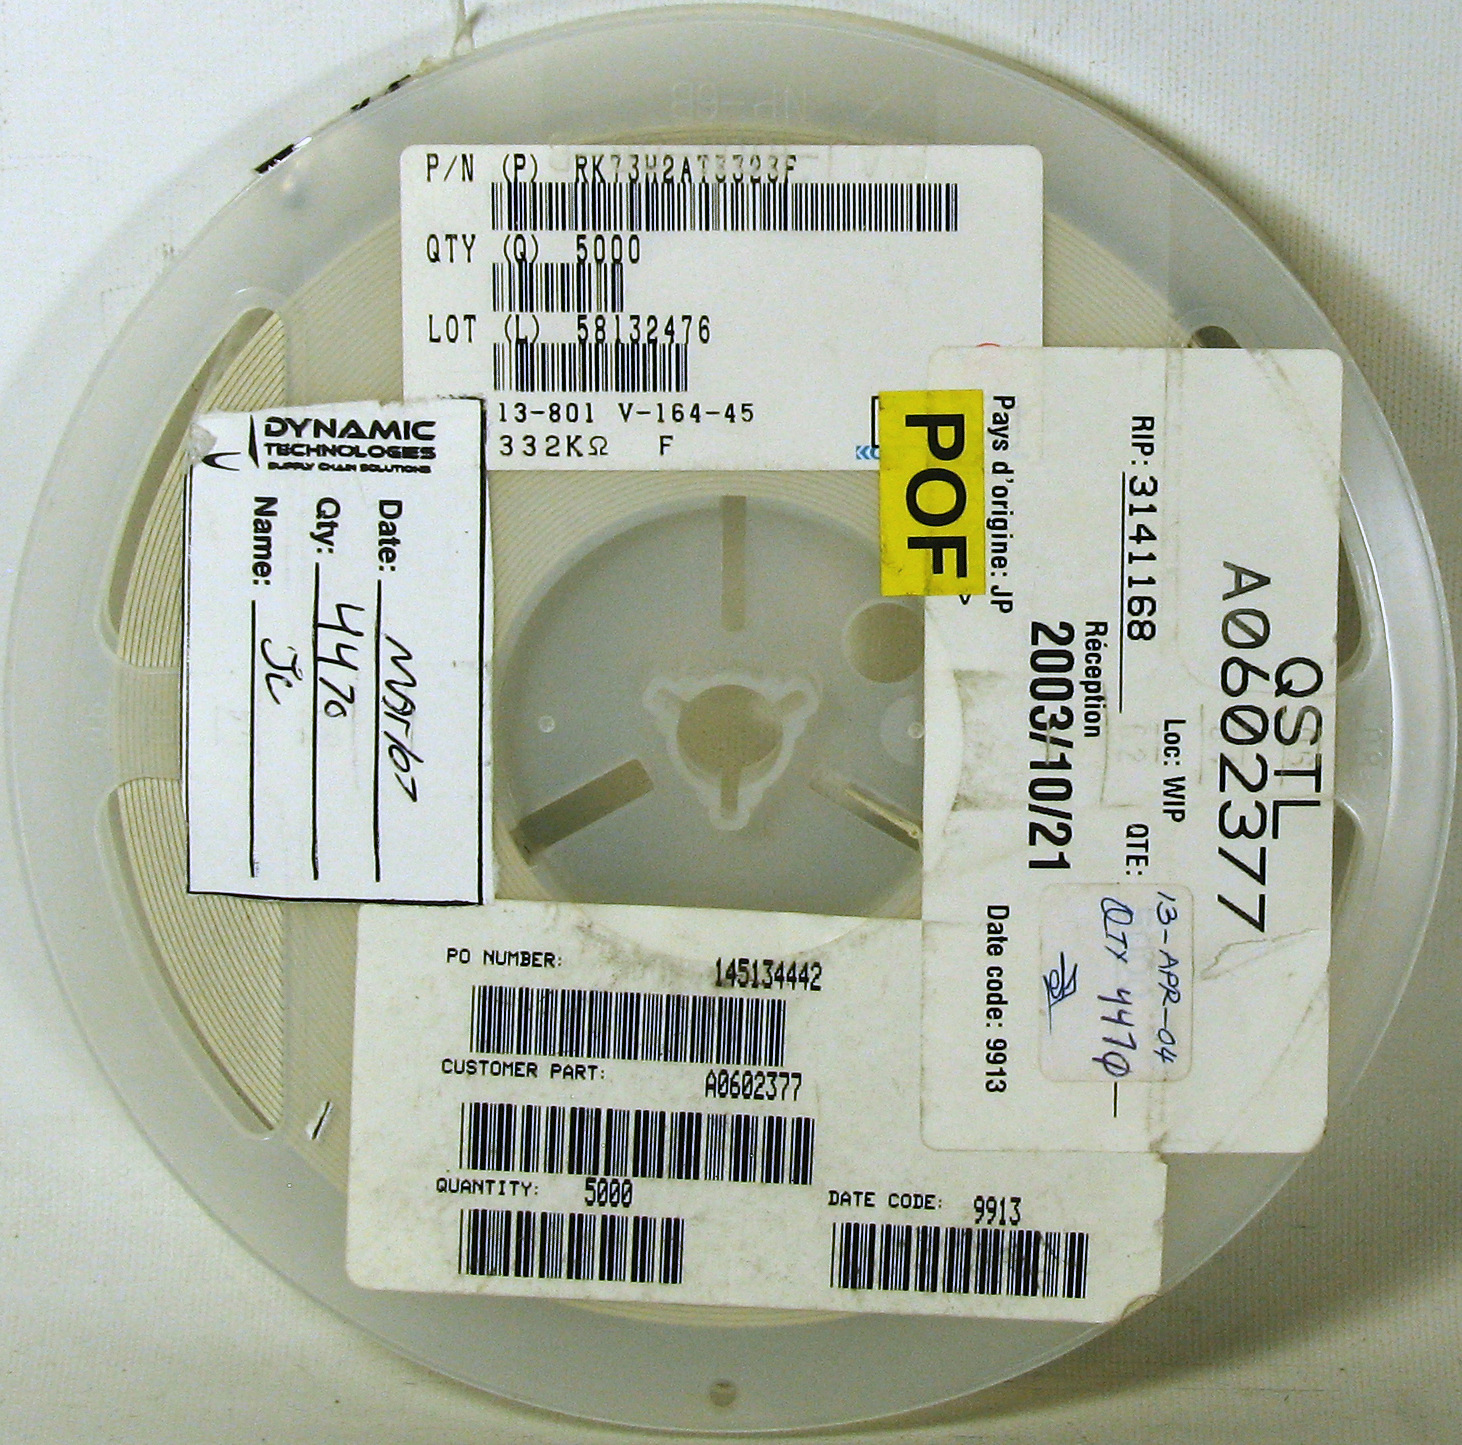 P/N (P) RK73H2AT3323F
QTY (Q) 5000
LOT (L) 58132476
13-801 V-164-45
332KΩ F
DYNAMIC
TECHNOLOGIES
SUPPLY CHAIN SOLUTIONS
Date: Mar/07
Qty: 4470
Name: Jc
POF
QSTL
A0602377
RIP: 3141168
Loc: WIP
QTE:
13-APR-04
QTY 4470
Réception
2003/10/21
Pays d'origine: JP
Date code: 9913
PO NUMBER: 145134442
CUSTOMER PART: A0602377
QUANTITY: 5000
DATE CODE: 9913